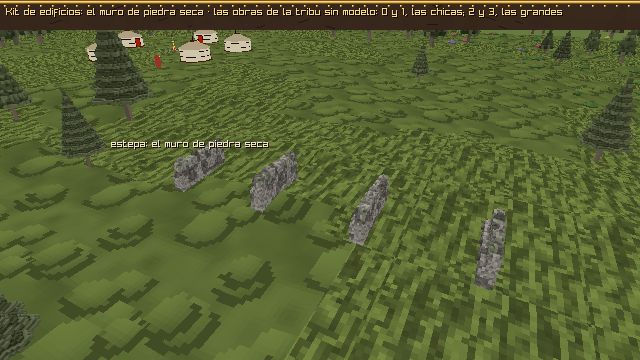 Kit de edificios: el muro de piedra seca · las obras de la tribu sin modelo: 0 y 1, las chicas; 2 y 3, las grandes
estepa: el muro de piedra seca